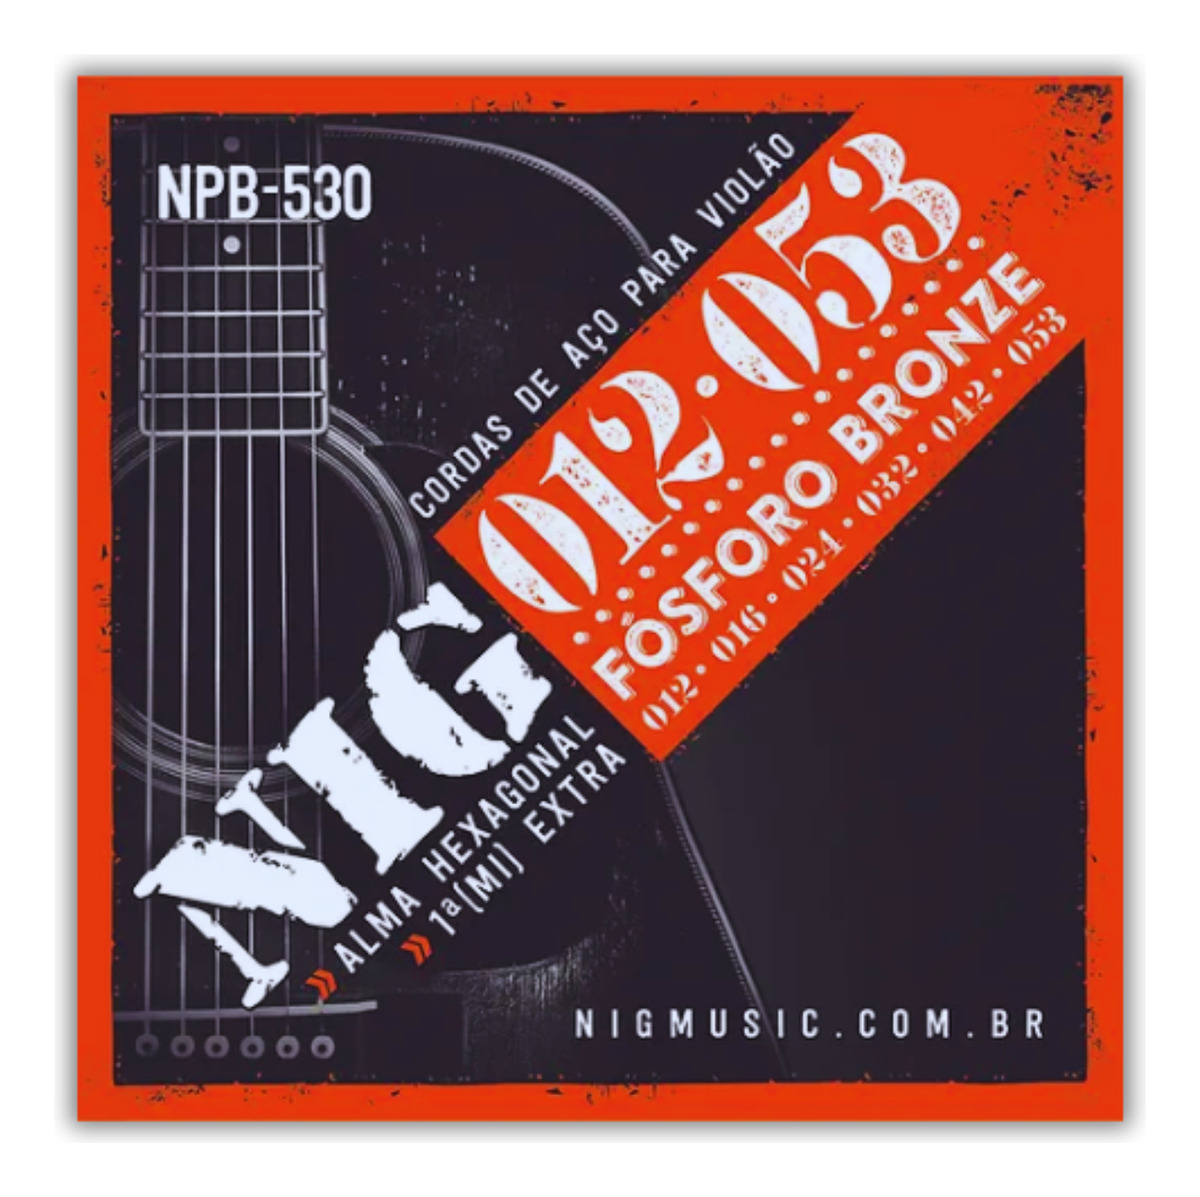 NPB-530
CORDAS DE AÇO PARA VIOLÃO
012·053
FÓSFORO BRONZE
012 · 016 · 024 · 032 · 042 · 053
NIG
ALMA HEXAGONAL
1ª(MI) EXTRA
NIGMUSIC.COM.BR